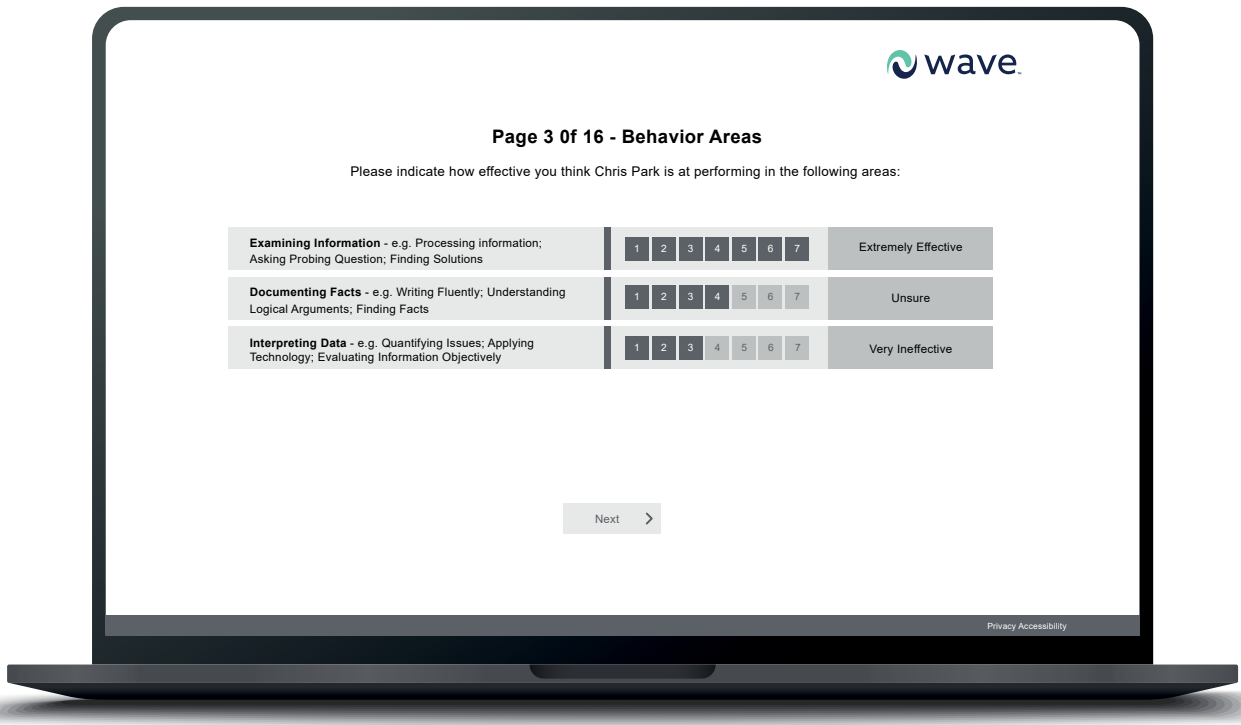 wave™
Page 3 0f 16 - Behavior Areas
Please indicate how effective you think Chris Park is at performing in the following areas:
Examining Information - e.g. Processing information;
Asking Probing Question; Finding Solutions
1 2 3 4 5 6 7
Extremely Effective
Documenting Facts - e.g. Writing Fluently; Understanding
Logical Arguments; Finding Facts
1 2 3 4 5 6 7
Unsure
Interpreting Data - e.g. Quantifying Issues; Applying
Technology; Evaluating Information Objectively
1 2 3 4 5 6 7
Very Ineffective
Next
Privacy Accessibility